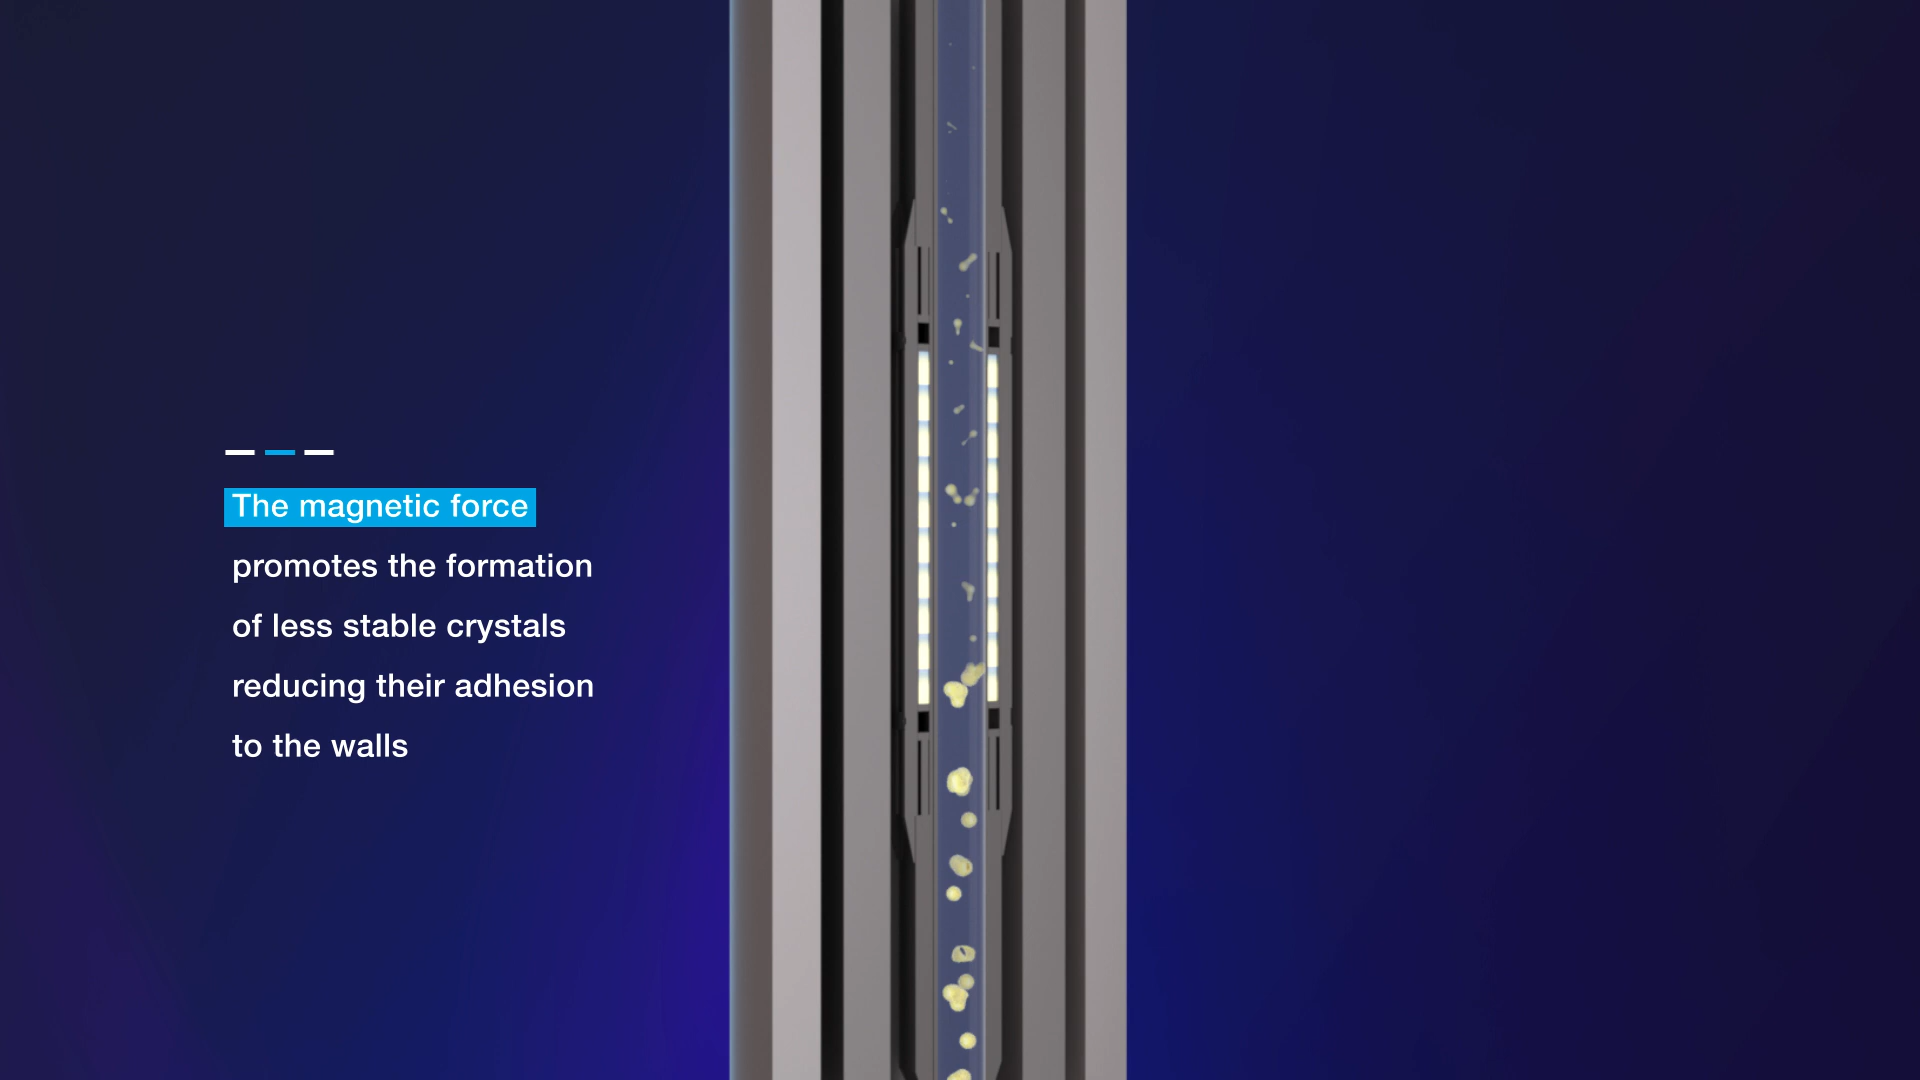 The magnetic force
promotes the formation
of less stable crystals
reducing their adhesion
to the walls